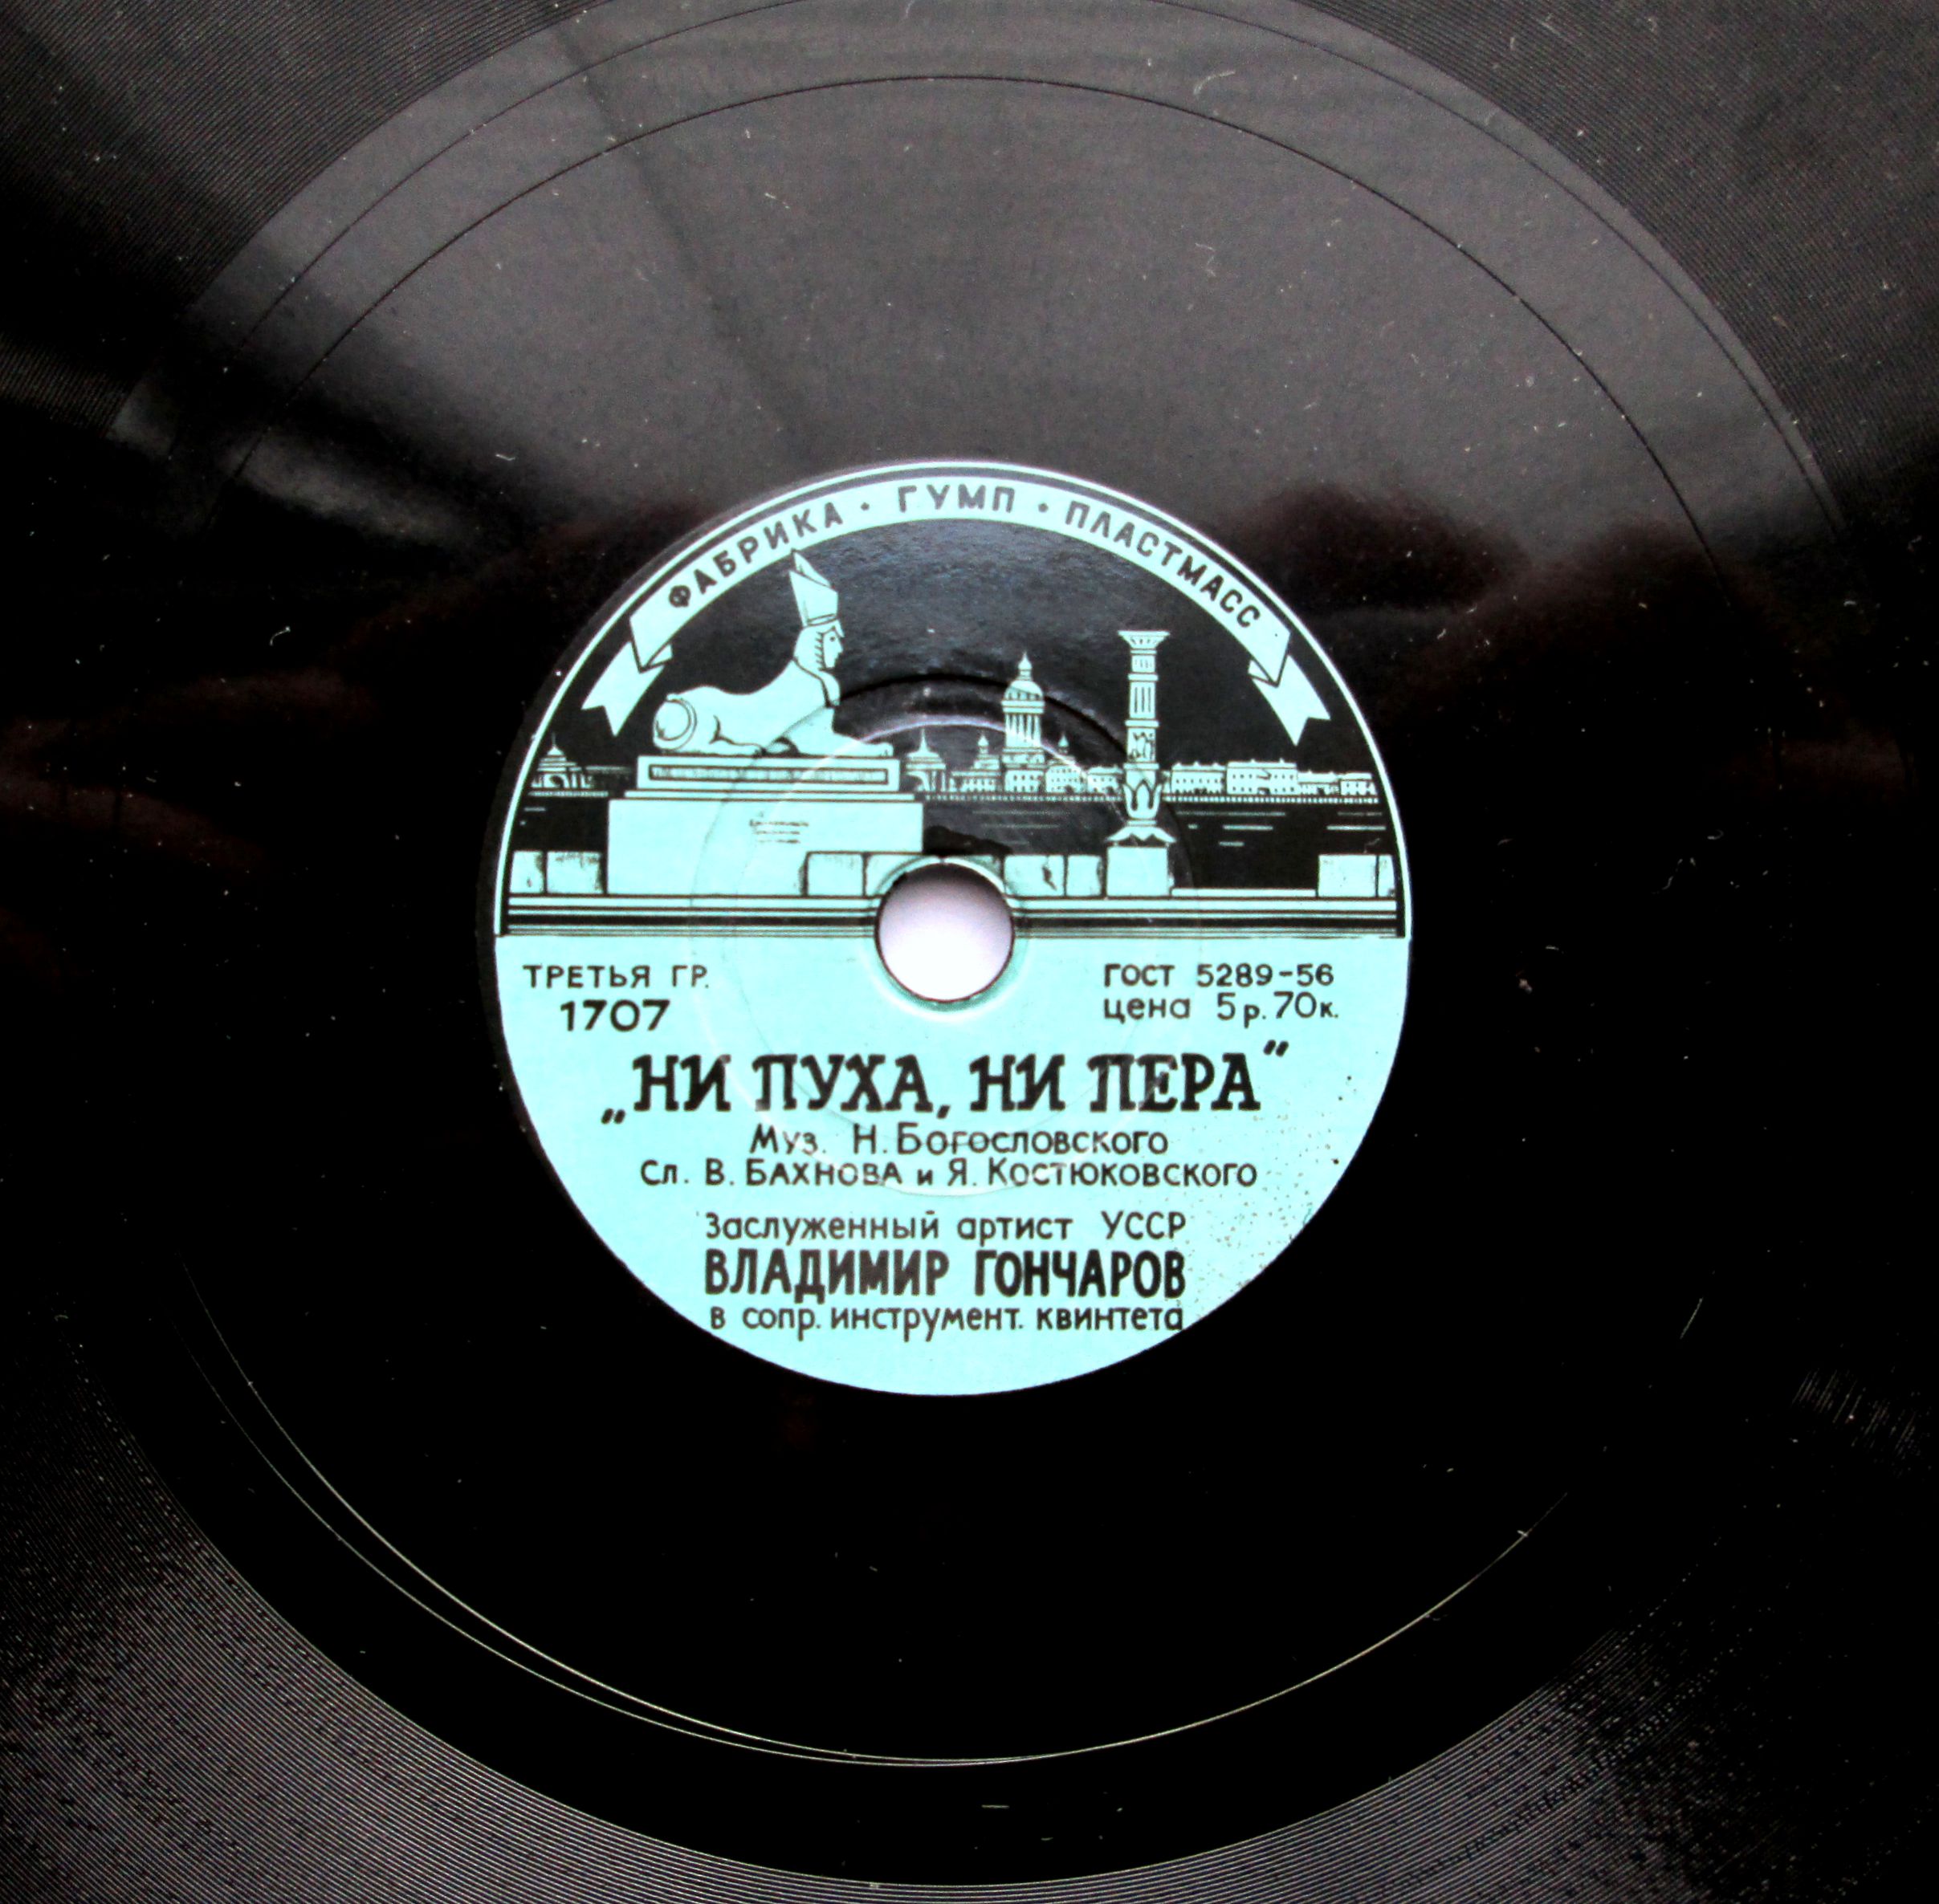 ФАБРИКА • ГУМП • ПЛАСТМАСС
ТРЕТЬЯ ГР.
1707
ГОСТ 5289-56
цена 5р. 70к.
„НИ ПУХА, НИ ПЕРА"
Муз. Н. Богословского
Сл. В. Бахнова и Я. Костюковского
Заслуженный артист УССР
ВЛАДИМИР ГОНЧАРОВ
в сопр. инструмент. квинтета